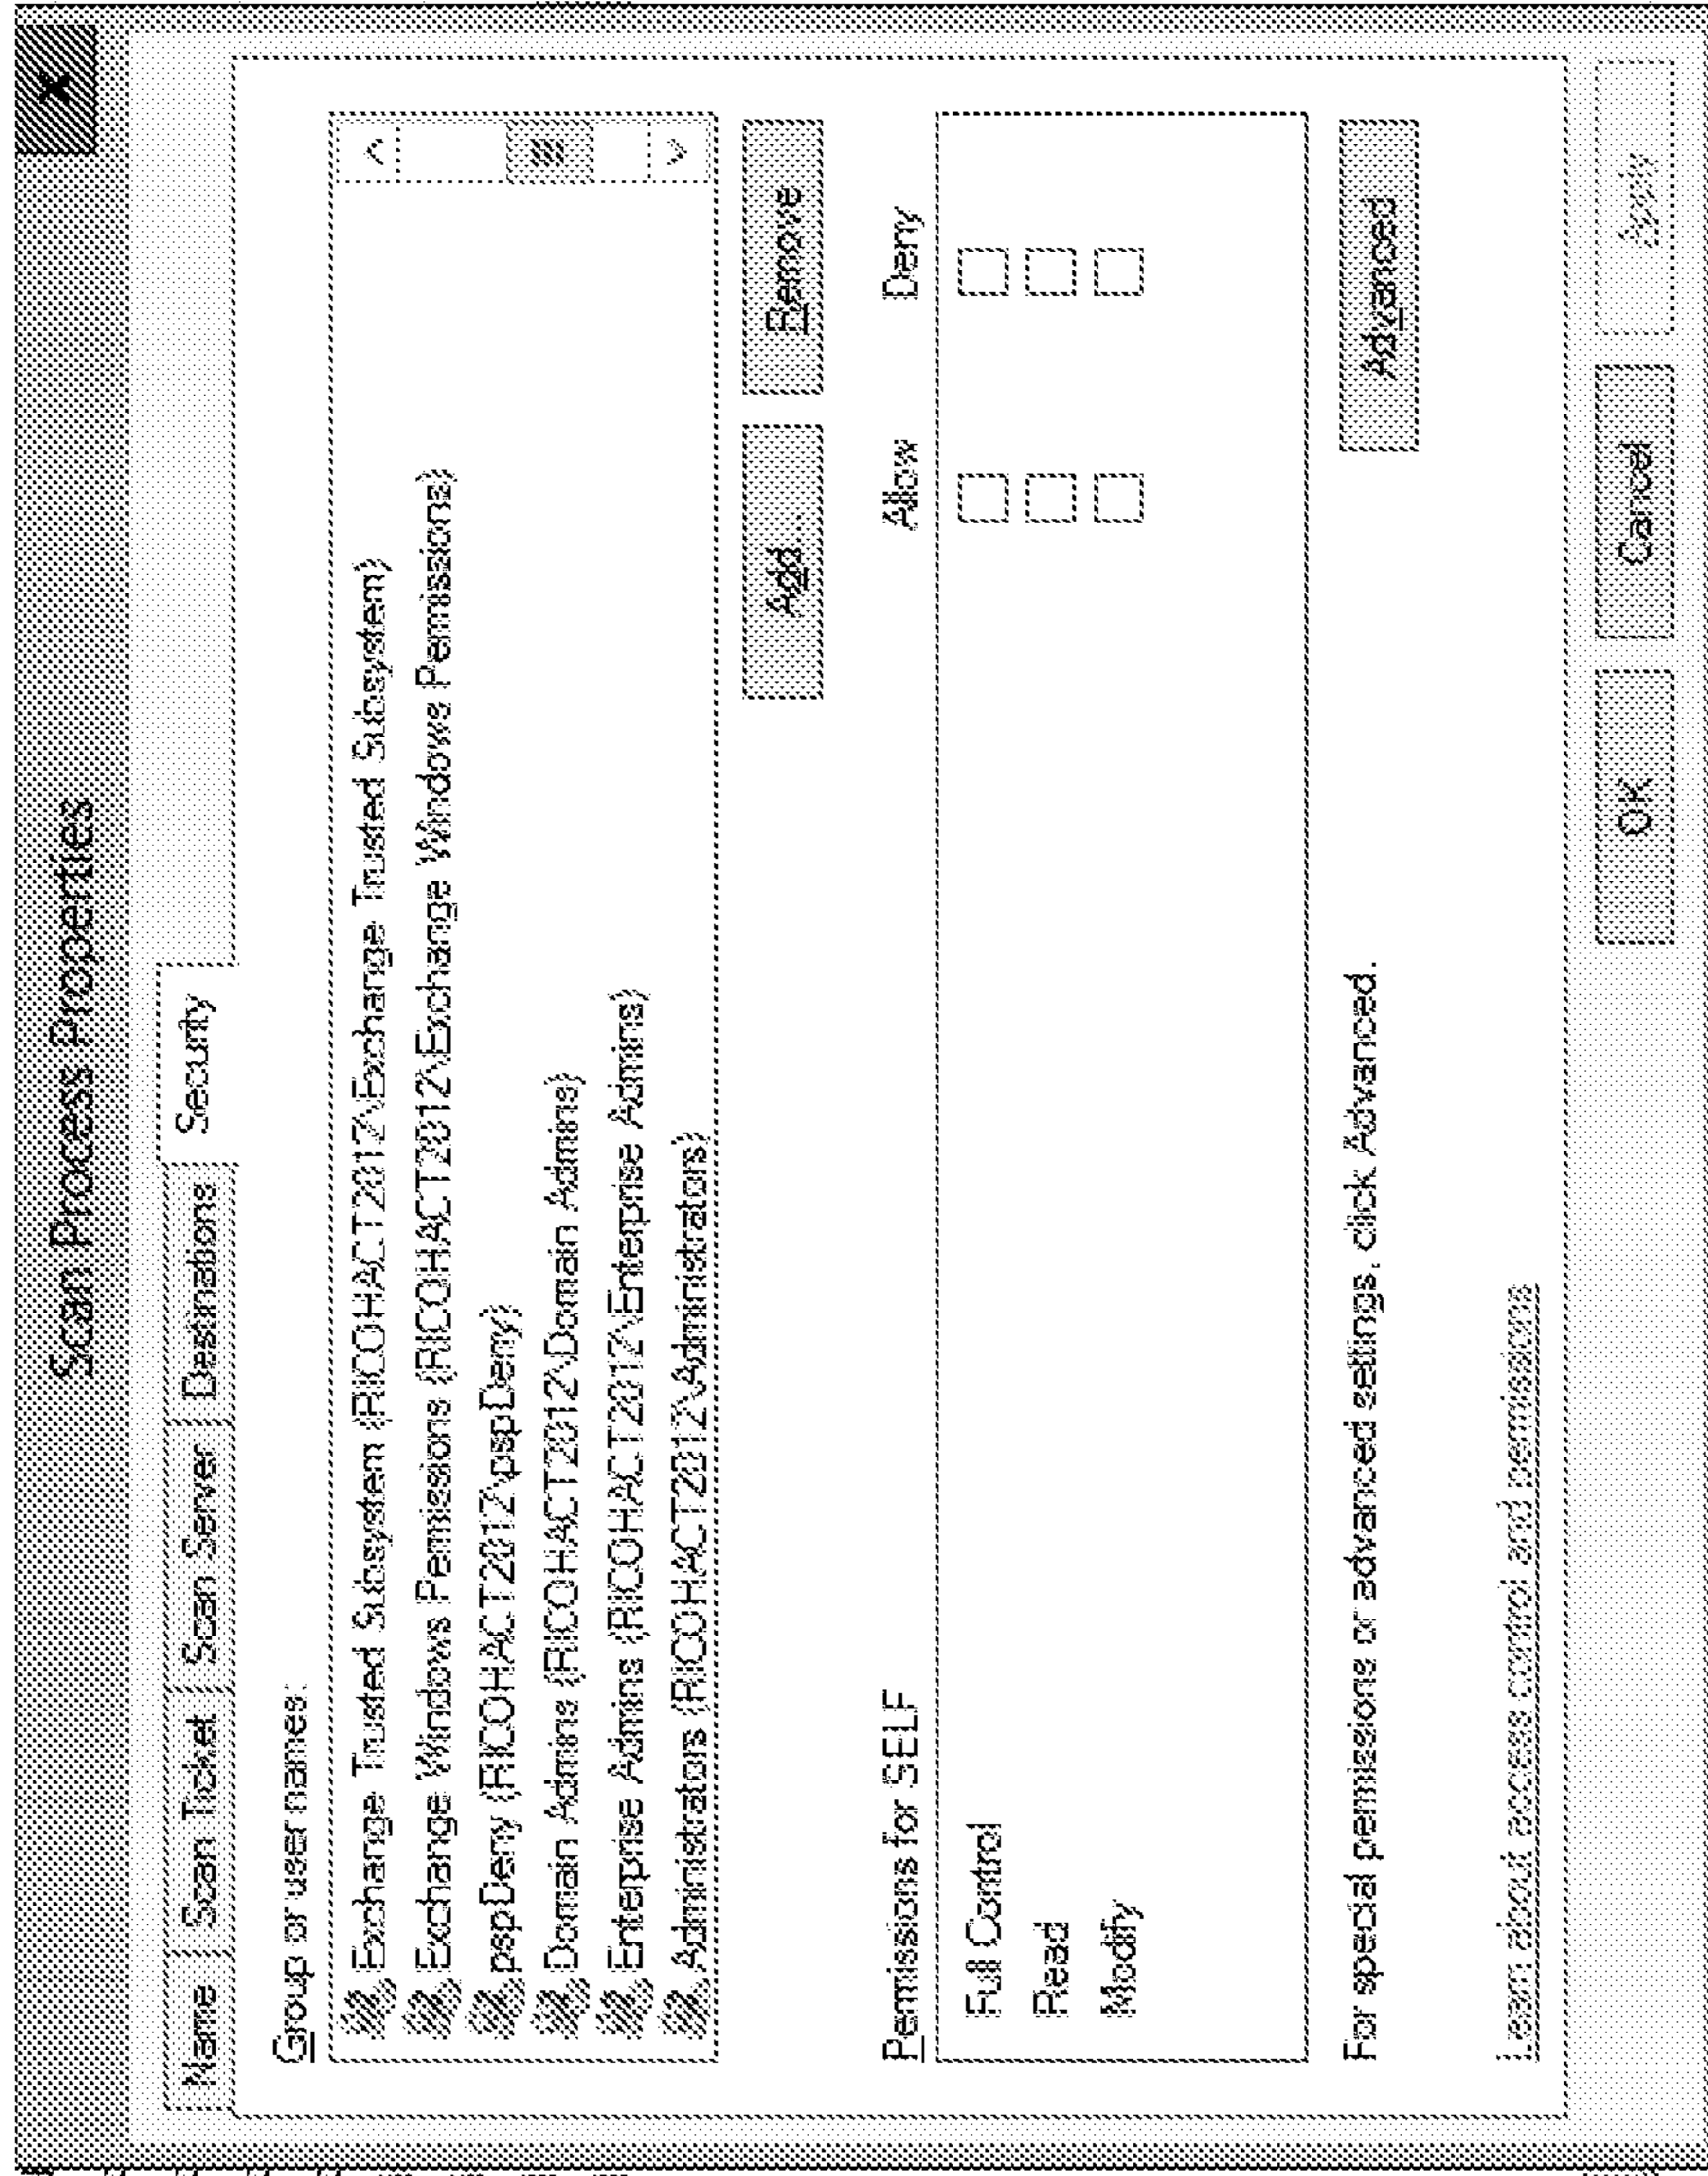 Scan Process Properties
X
Name Scan Ticket Scan Server Destinations Security
Group or user names:
Exchange Trusted Subsystem (RICOHACT2012\Exchange Trusted Subsystem)
Exchange Windows Permissions (RICOHACT2012\Exchange Windows Permissions)
pspDeny (RICOHACT2012\pspDeny)
Domain Admins (RICOHACT2012\Domain Admins)
Enterprise Admins (RICOHACT2012\Enterprise Admins)
Administrators (RICOHACT2012\Administrators)
Add... Remove
Permissions for SELF Allow Deny
Full Control
Read
Modify
For special permissions or advanced settings, click Advanced.
Advanced
Learn about access control and permissions
OK Cancel Apply